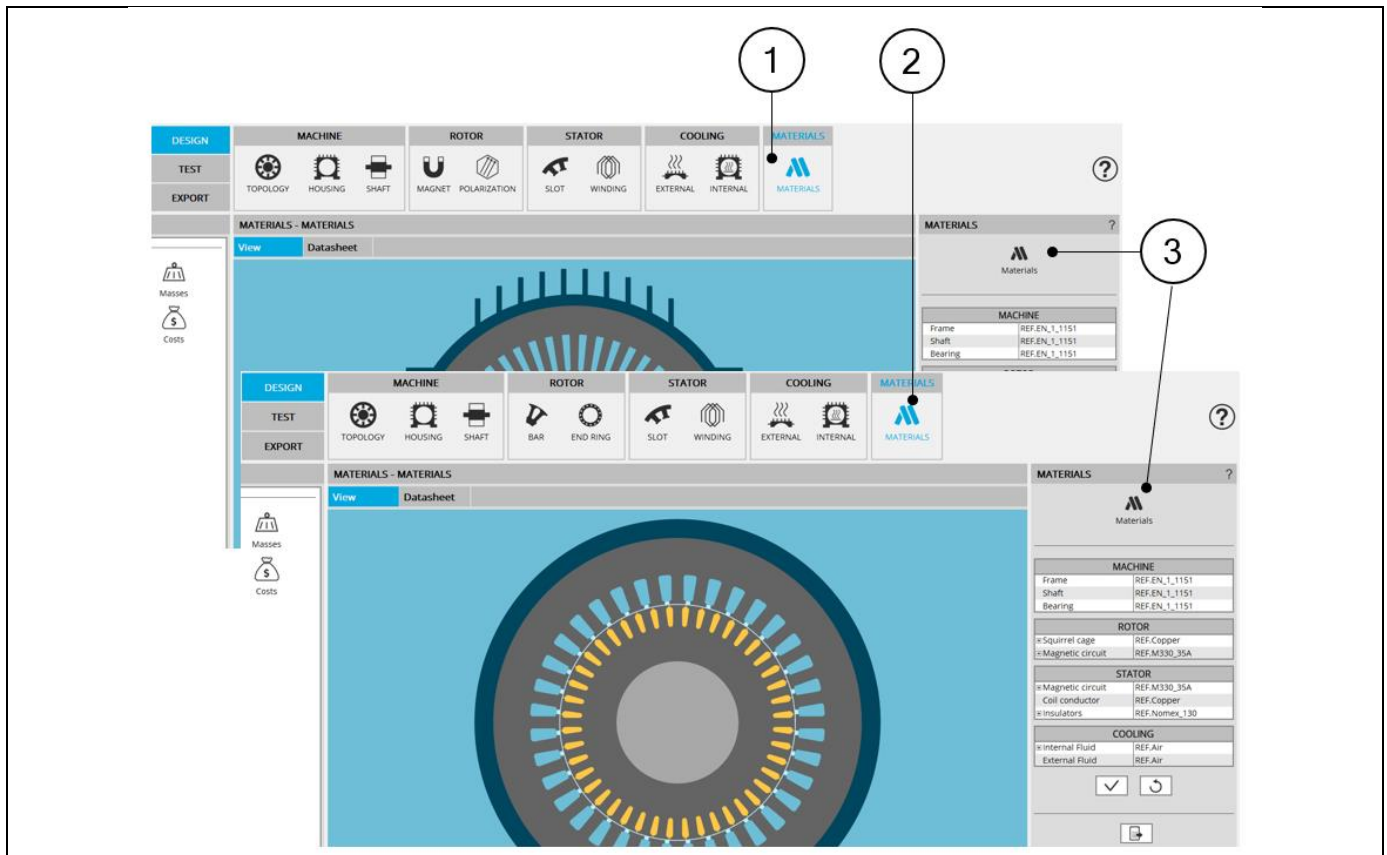 1
2
DESIGN
MACHINE
ROTOR
STATOR
COOLING
MATERIALS
TEST
EXPORT
TOPOLOGY
HOUSING
SHAFT
MAGNET
POLARIZATION
SLOT
WINDING
EXTERNAL
INTERNAL
MATERIALS
?
MATERIALS - MATERIALS
MATERIALS
?
View
Datasheet
3
Materials
Masses
$
Costs
MACHINE
Frame REF.EN_1_1151
Shaft REF.EN_1_1151
Bearing REF.EN_1_1151
DESIGN
MACHINE
ROTOR
STATOR
COOLING
MATERIALS
TEST
EXPORT
TOPOLOGY
HOUSING
SHAFT
BAR
END RING
SLOT
WINDING
EXTERNAL
INTERNAL
MATERIALS
?
MATERIALS - MATERIALS
MATERIALS
?
View
Datasheet
Materials
Masses
$
Costs
MACHINE
Frame REF.EN_1_1151
Shaft REF.EN_1_1151
Bearing REF.EN_1_1151
ROTOR
Squirrel cage REF.Copper
Magnetic circuit REF.M330_35A
STATOR
Magnetic circuit REF.M330_35A
Coil conductor REF.Copper
Insulators REF.Nomex_130
COOLING
Internal Fluid REF.Air
External Fluid REF.Air